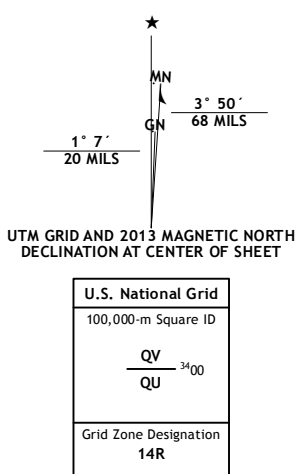 ★
MN
3° 50´
68 MILS
GN
1° 7´
20 MILS
UTM GRID AND 2013 MAGNETIC NORTH
DECLINATION AT CENTER OF SHEET
U.S. National Grid
100,000-m Square ID
QV
3400
QU
Grid Zone Designation
14R